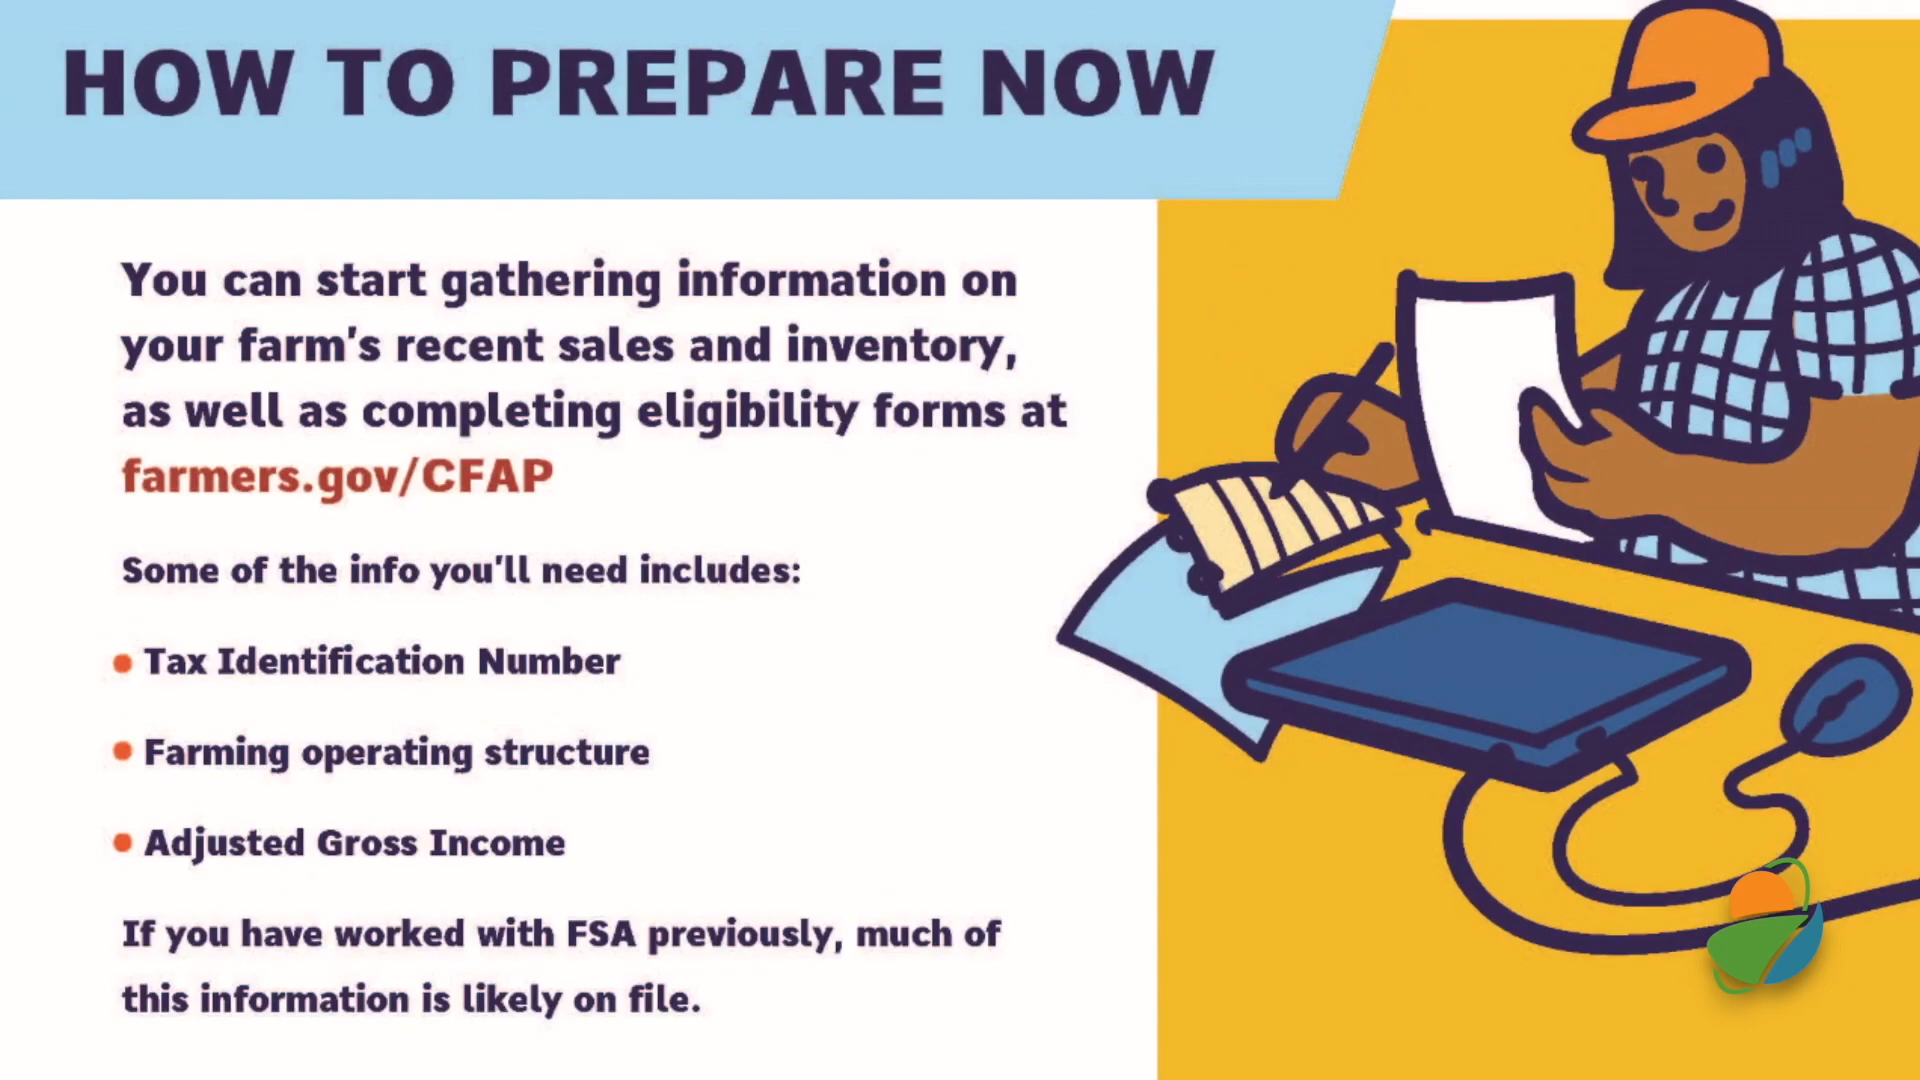 HOW TO PREPARE NOW
You can start gathering information on
your farm's recent sales and inventory,
as well as completing eligibility forms at
farmers.gov/CFAP
Some of the info you'll need includes:
Tax Identification Number
Farming operating structure
Adjusted Gross Income
If you have worked with FSA previously, much of
this information is likely on file.